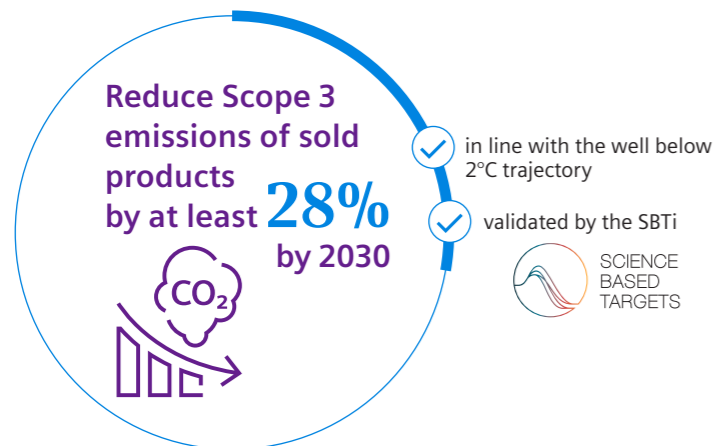 Reduce Scope 3
emissions of sold
products
by at least 28%
by 2030
CO₂
in line with the well below
2°C trajectory
validated by the SBTi
SCIENCE
BASED
TARGETS